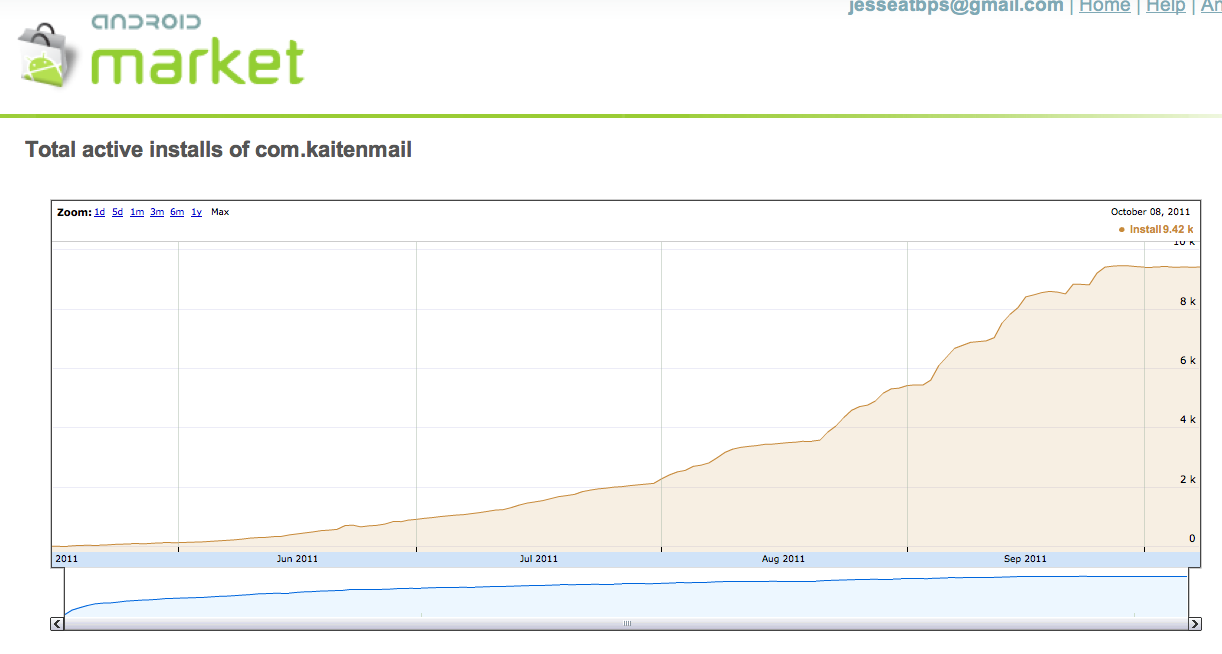 jesseatbps@gmail.com | Home | Help |
android
market
Total active installs of com.kaitenmail
Zoom: 1d 5d 1m 3m 6m 1y Max
October 08, 2011
● Install 9.42 k
10 k
8 k
6 k
4 k
2 k
0
2011 Jun 2011 Jul 2011 Aug 2011 Sep 2011